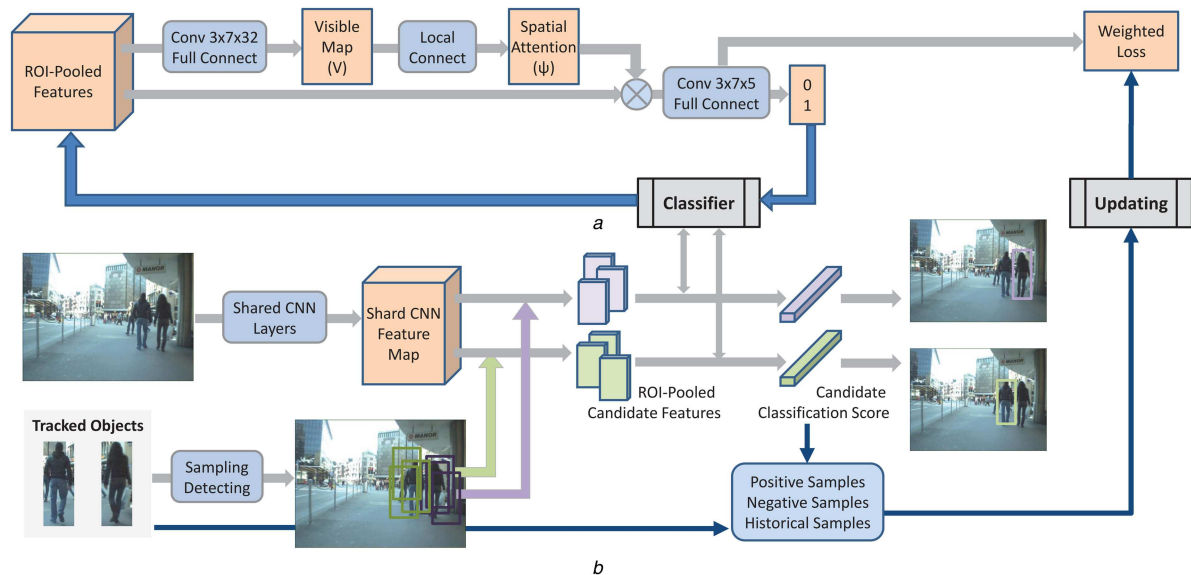 ROI-Pooled
Features
Conv 3x7x32
Full Connect
Visible
Map
(V)
Local
Connect
Spatial
Attention
(ψ)
Conv 3x7x5
Full Connect
0
1
Weighted
Loss
Classifier
Updating
a
MANOR
Shared CNN
Layers
Shard CNN
Feature
Map
ROI-Pooled
Candidate Features
Candidate
Classification Score
Tracked Objects
Sampling
Detecting
Positive Samples
Negative Samples
Historical Samples
b